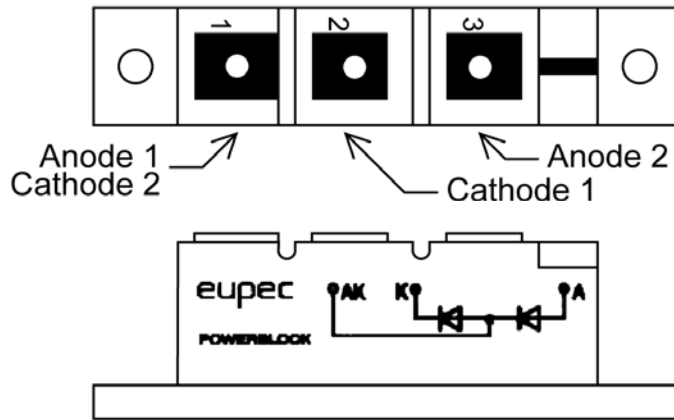 1 2 3
Anode 1
Cathode 2
Cathode 1
Anode 2
eupec
AK K A
POWERBLOCK